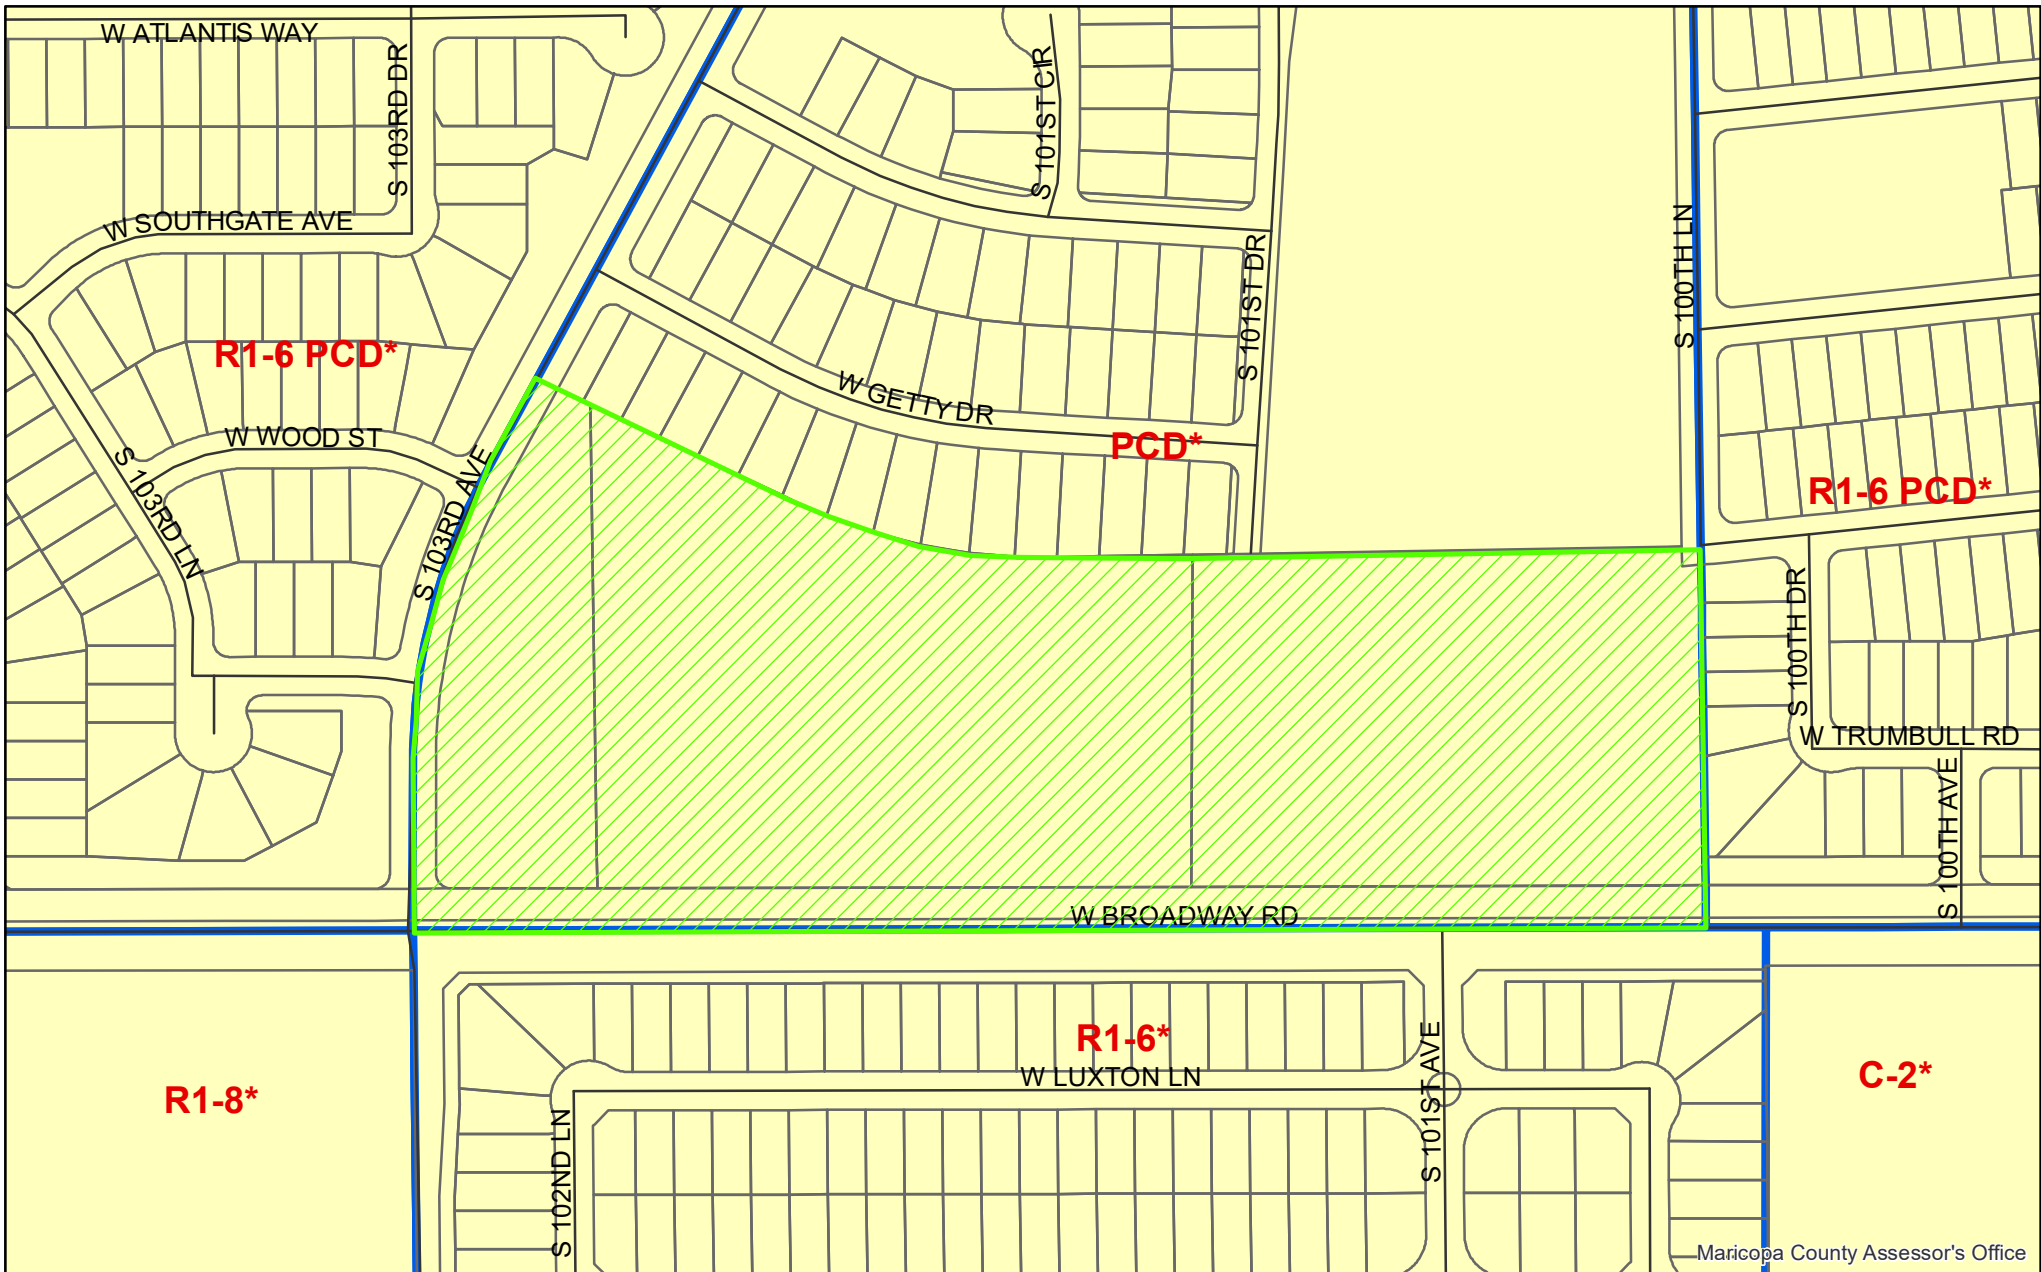 W ATLANTIS WAY
S 103RD DR
S 101ST CIR
W SOUTHGATE AVE
S 101ST DR
S 100TH LN
R1-6 PCD*
W GETTY DR
W WOOD ST
PCD*
S 103RD LN
S 103RD AVE
R1-6 PCD*
S 100TH DR
W TRUMBULL RD
S 100TH AVE
W BROADWAY RD
R1-6*
W LUXTON LN
S 101ST AVE
R1-8*
C-2*
S 102ND LN
Maricopa County Assessor's Office